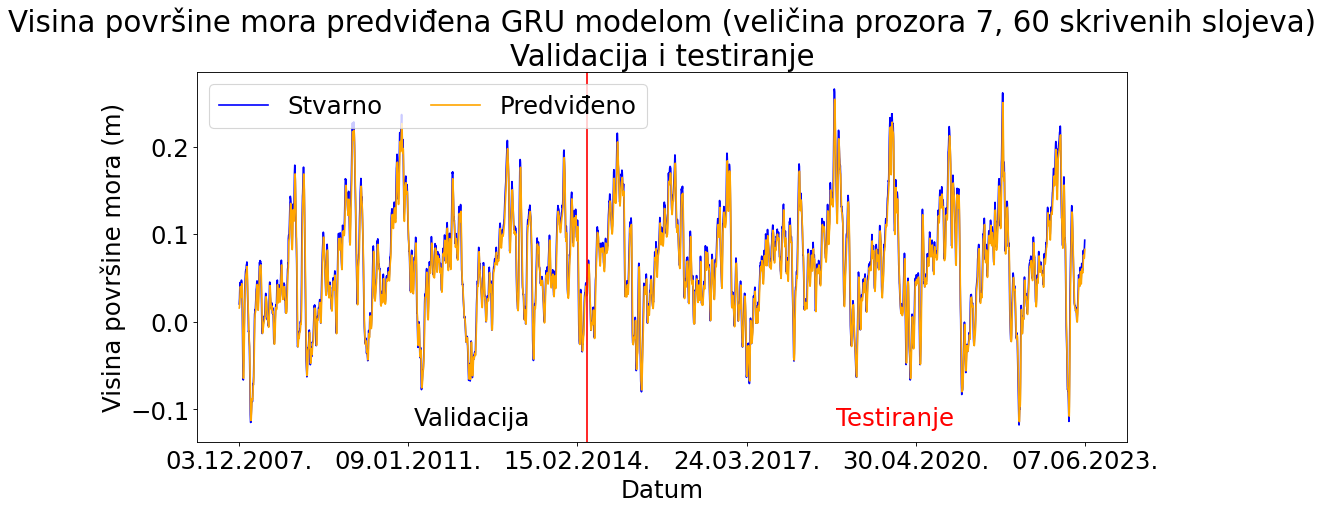 Visina površine mora predviđena GRU modelom (veličina prozora 7, 60 skrivenih slojeva)
Validacija i testiranje
Stvarno
Predviđeno
Visina površine mora (m)
0.2
0.1
0.0
−0.1
Validacija
Testiranje
03.12.2007.
09.01.2011.
15.02.2014.
24.03.2017.
30.04.2020.
07.06.2023.
Datum